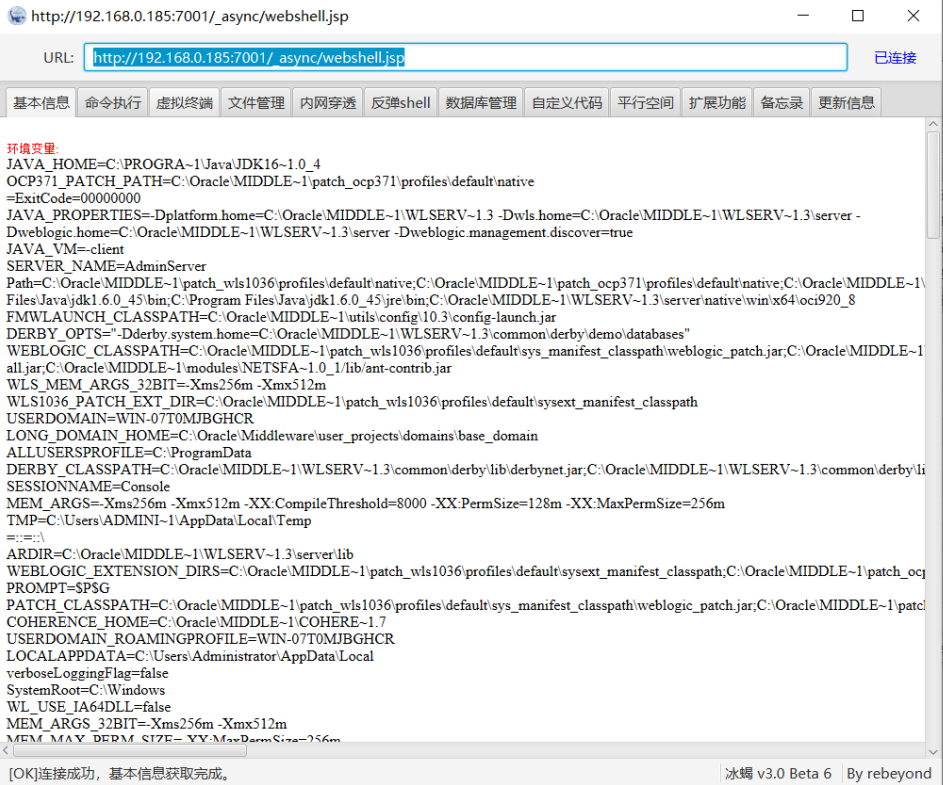 http://192.168.0.185:7001/_async/webshell.jsp
URL: http://192.168.0.185:7001/_async/webshell.jsp 已连接
基本信息 命令执行 虚拟终端 文件管理 内网穿透 反弹shell 数据库管理 自定义代码 平行空间 扩展功能 备忘录 更新信息
环境变量:
JAVA_HOME=C:\PROGRA~1\Java\JDK16~1.0_4
OCP371_PATCH_PATH=C:\Oracle\MIDDLE~1\patch_ocp371\profiles\default\native
=ExitCode=00000000
JAVA_PROPERTIES=-Dplatform.home=C:\Oracle\MIDDLE~1\WLSERV~1.3 -Dwls.home=C:\Oracle\MIDDLE~1\WLSERV~1.3\server -
Dweblogic.home=C:\Oracle\MIDDLE~1\WLSERV~1.3\server -Dweblogic.management.discover=true
JAVA_VM=-client
SERVER_NAME=AdminServer
Path=C:\Oracle\MIDDLE~1\patch_wls1036\profiles\default\native;C:\Oracle\MIDDLE~1\patch_ocp371\profiles\default\native;C:\Oracle\MIDDLE~1\
Files\Java\jdk1.6.0_45\bin;C:\Program Files\Java\jdk1.6.0_45\jre\bin;C:\Oracle\MIDDLE~1\WLSERV~1.3\server\native\win\x64\oci920_8
FMWLAUNCH_CLASSPATH=C:\Oracle\MIDDLE~1\utils\config\10.3\config-launch.jar
DERBY_OPTS="-Dderby.system.home=C:\Oracle\MIDDLE~1\WLSERV~1.3\common\derby\demo\databases"
WEBLOGIC_CLASSPATH=C:\Oracle\MIDDLE~1\patch_wls1036\profiles\default\sys_manifest_classpath\weblogic_patch.jar;C:\Oracle\MIDDLE~1
all.jar;C:\Oracle\MIDDLE~1\modules\NETSFA~1.0_1/lib/ant-contrib.jar
WLS_MEM_ARGS_32BIT=-Xms256m -Xmx512m
WLS1036_PATCH_EXT_DIR=C:\Oracle\MIDDLE~1\patch_wls1036\profiles\default\sysext_manifest_classpath
USERDOMAIN=WIN-07T0MJBGHCR
LONG_DOMAIN_HOME=C:\Oracle\Middleware\user_projects\domains\base_domain
ALLUSERSPROFILE=C:\ProgramData
DERBY_CLASSPATH=C:\Oracle\MIDDLE~1\WLSERV~1.3\common\derby\lib\derbynet.jar;C:\Oracle\MIDDLE~1\WLSERV~1.3\common\derby\li
SESSIONNAME=Console
MEM_ARGS=-Xms256m -Xmx512m -XX:CompileThreshold=8000 -XX:PermSize=128m -XX:MaxPermSize=256m
TMP=C:\Users\ADMINI~1\AppData\Local\Temp
=::=::\
ARDIR=C:\Oracle\MIDDLE~1\WLSERV~1.3\server\lib
WEBLOGIC_EXTENSION_DIRS=C:\Oracle\MIDDLE~1\patch_wls1036\profiles\default\sysext_manifest_classpath;C:\Oracle\MIDDLE~1\patch_ocp
PROMPT=$P$G
PATCH_CLASSPATH=C:\Oracle\MIDDLE~1\patch_wls1036\profiles\default\sys_manifest_classpath\weblogic_patch.jar;C:\Oracle\MIDDLE~1\patcl
COHERENCE_HOME=C:\Oracle\MIDDLE~1\COHERE~1.7
USERDOMAIN_ROAMINGPROFILE=WIN-07T0MJBGHCR
LOCALAPPDATA=C:\Users\Administrator\AppData\Local
verboseLoggingFlag=false
SystemRoot=C:\Windows
WL_USE_IA64DLL=false
MEM_ARGS_32BIT=-Xms256m -Xmx512m
MEM_MAX_PERM_SIZE=-XX:MaxPermSize=256m
[OK]连接成功，基本信息获取完成。 冰蝎 v3.0 Beta 6 By rebeyond